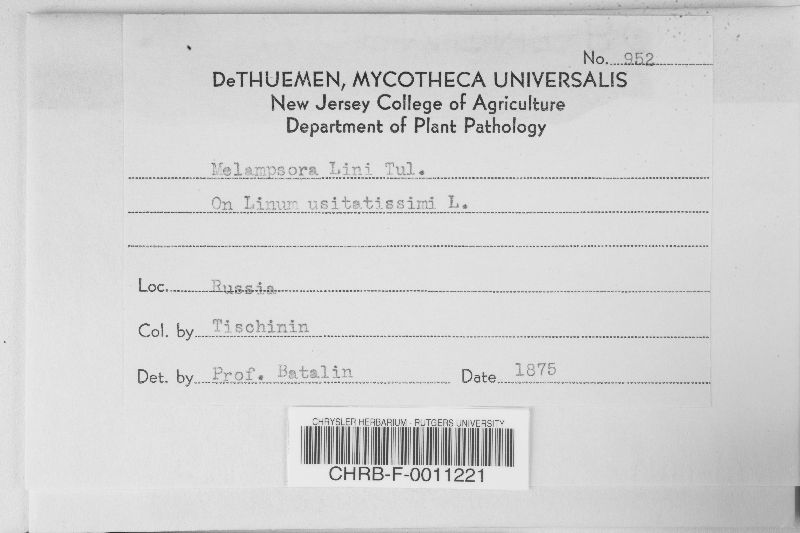 No. 952
DeTHUEMEN, MYCOTHECA UNIVERSALIS
New Jersey College of Agriculture
Department of Plant Pathology
Melampsora Lini Tul.
On Linum usitatissimi L.
Loc. Russia
Col. by Tischinin
Det. by Prof. Batalin Date 1875
CHRYSLER HERBARIUM - RUTGERS UNIVERSITY
CHRB-F-0011221